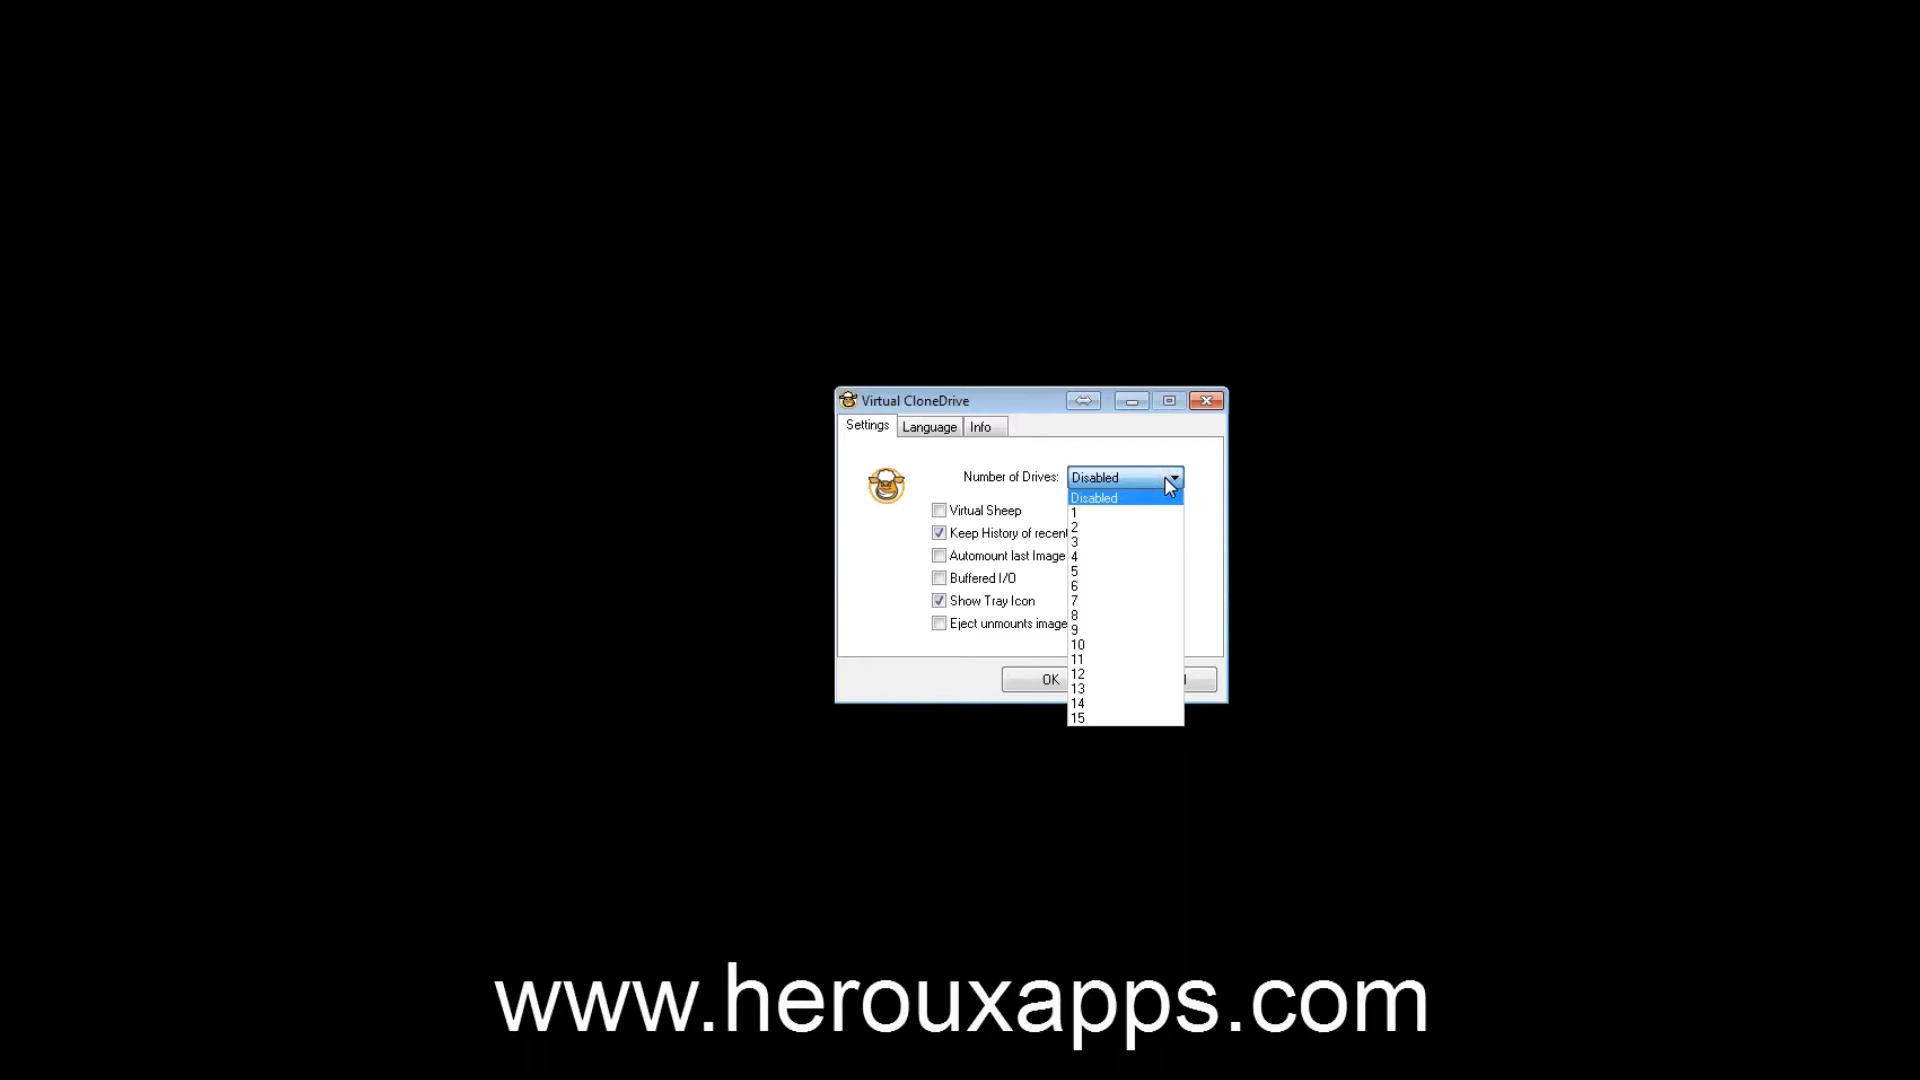 Virtual CloneDrive
Settings Language Info
Number of Drives: Disabled
Disabled
Virtual Sheep 1
2
Keep History of recent 3
Automount last Image 4
5
Buffered I/O 6
Show Tray Icon 7
8
Eject unmounts image 9
10
11
12
OK 13
14
15
www.herouxapps.com